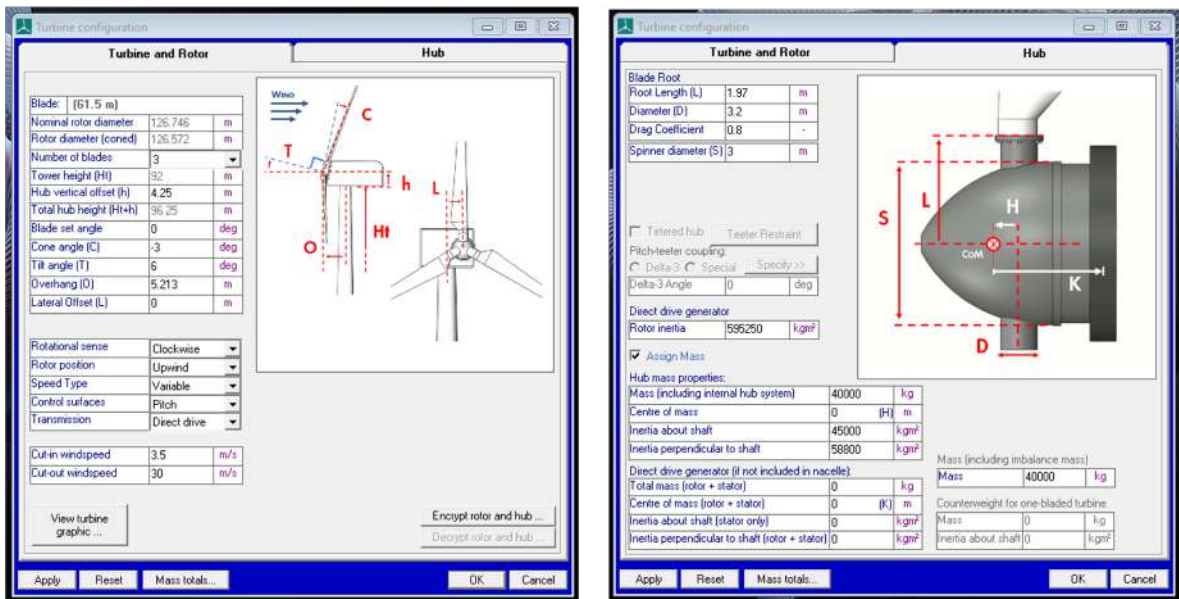 Turbine configuration
Turbine and Rotor Hub
Blade: (61.5 m)
Nominal rotor diameter 126.746 m
Rotor diameter (coned) 126.572 m
Number of blades 3
Tower height (Ht) 92 m
Hub vertical offset (h) 4.25 m
Total hub height (Ht+h) 96.25 m
Blade set angle 0 deg
Cone angle (C) -3 deg
Tilt angle (T) 6 deg
Overhang (O) 5.213 m
Lateral Offset (L) 0 m
WIND
C
T
h
L
Ht
O
Rotational sense Clockwise
Rotor position Upwind
Speed Type Variable
Control surfaces Pitch
Transmission Direct drive
Cut-in windspeed 3.5 m/s
Cut-out windspeed 30 m/s
View turbine
graphic ...
Encrypt rotor and hub ...
Decrypt rotor and hub ...
Apply Reset Mass totals... OK Cancel
Turbine configuration
Turbine and Rotor Hub
Blade Root
Root Length (L) 1.97 m
Diameter (D) 3.2 m
Drag Coefficient 0.8 -
Spinner diameter (S) 3 m
L
S
H
CoM
K
D
Teetered hub Teeter Restraint
Pitch-teeter coupling:
Delta-3 Special Specify >>
Delta-3 Angle 0 deg
Direct drive generator
Rotor inertia 595250 kgm²
Assign Mass
Hub mass properties:
Mass (including internal hub system) 40000 kg
Centre of mass 0 (H) m
Inertia about shaft 45000 kgm²
Inertia perpendicular to shaft 58800 kgm²
Direct drive generator (if not included in nacelle):
Total mass (rotor + stator) 0 kg
Centre of mass (rotor + stator) 0 (K) m
Inertia about shaft (stator only) 0 kgm²
Inertia perpendicular to shaft (rotor + stator) 0 kgm²
Mass (including imbalance mass)
Mass 40000 kg
Counterweight for one-bladed turbine
Mass 0 kg
Inertia about shaft 0 kgm²
Apply Reset Mass totals... OK Cancel